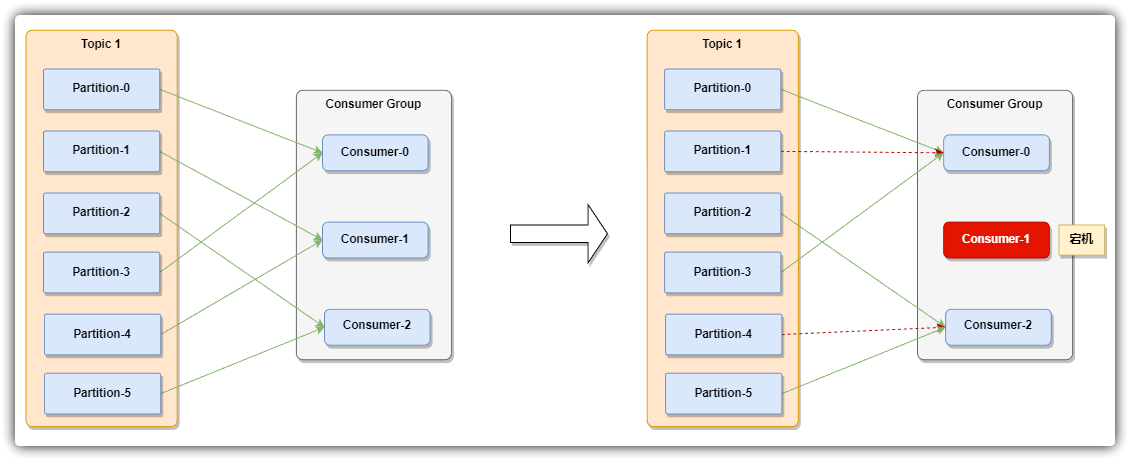 Topic 1
Partition-0
Partition-1
Partition-2
Partition-3
Partition-4
Partition-5
Consumer Group
Consumer-0
Consumer-1
Consumer-2
Topic 1
Partition-0
Partition-1
Partition-2
Partition-3
Partition-4
Partition-5
Consumer Group
Consumer-0
Consumer-1
宕机
Consumer-2